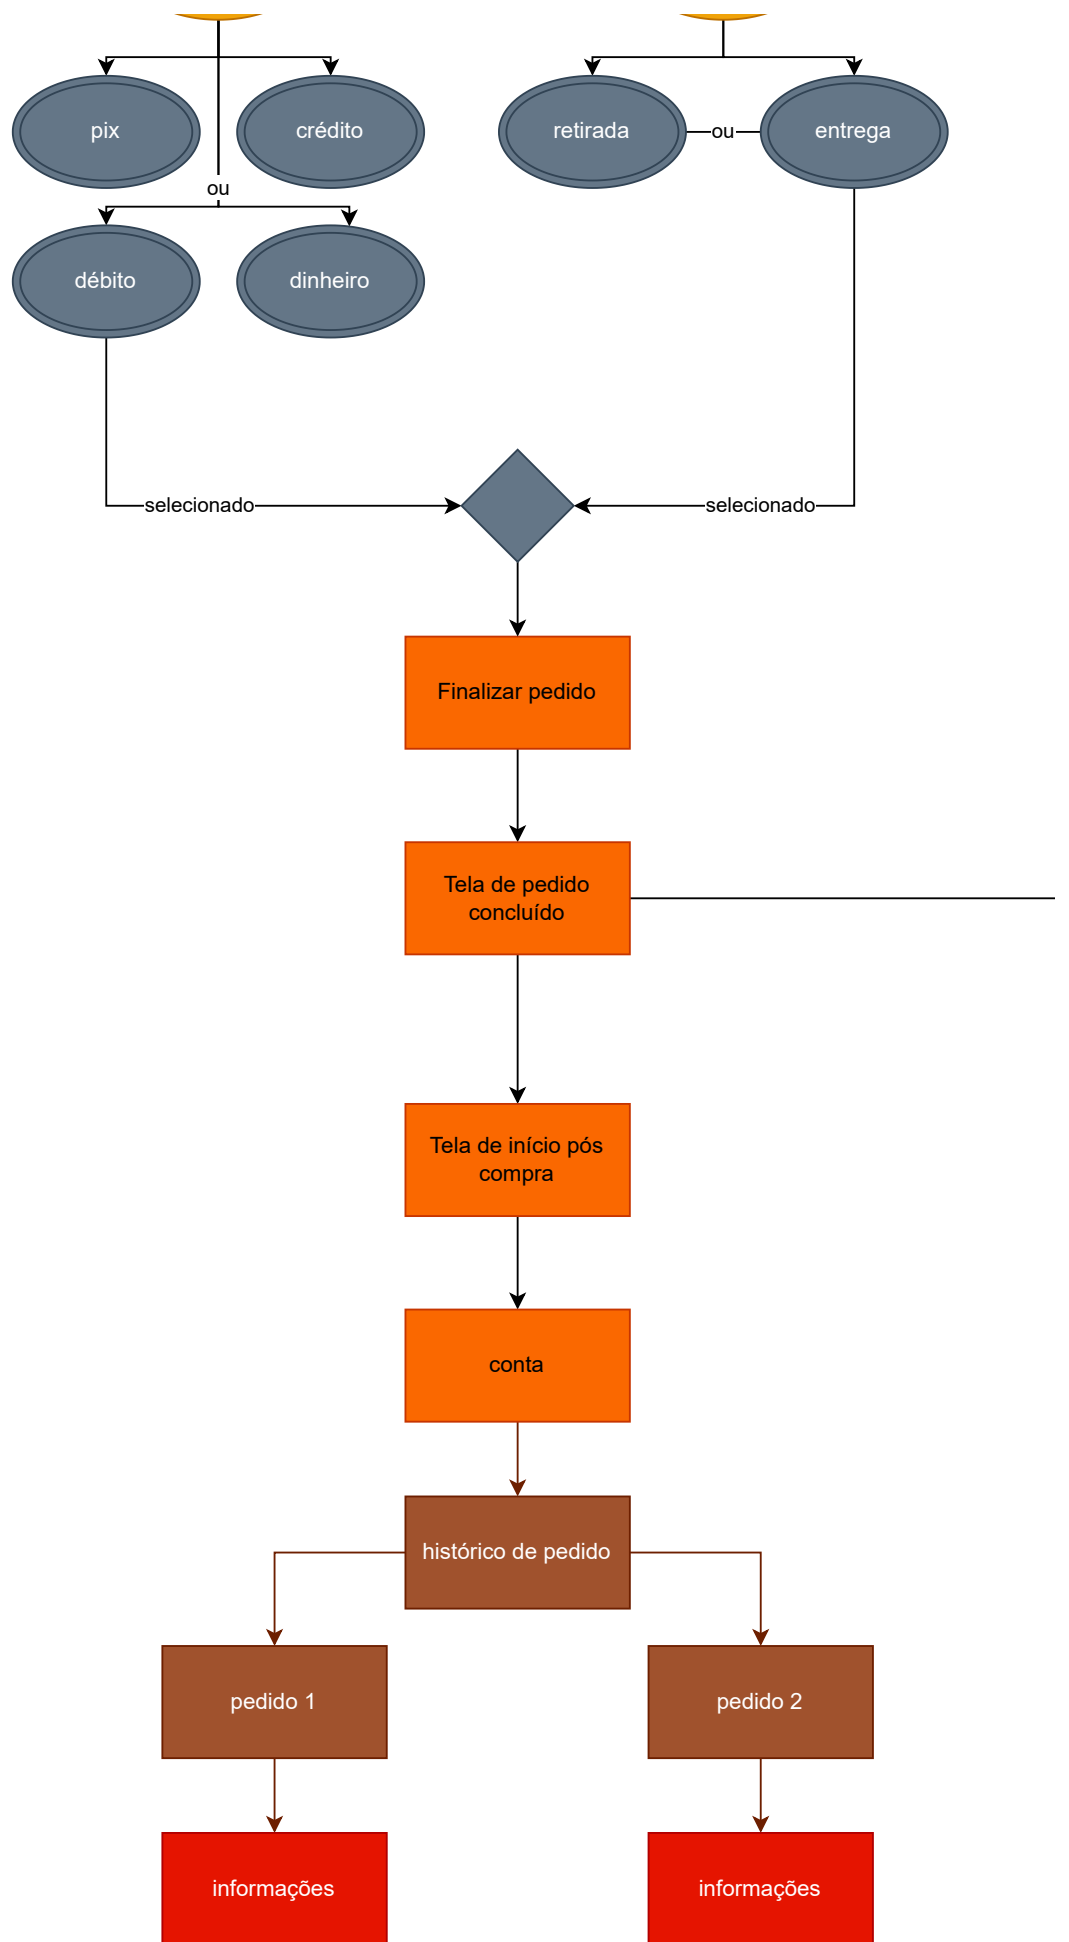 pix
crédito
retirada
ou
entrega
ou
débito
dinheiro
selecionado
selecionado
Finalizar pedido
Tela de pedido
concluído
Tela de início pós
compra
conta
histórico de pedido
pedido 1
pedido 2
informações
informações